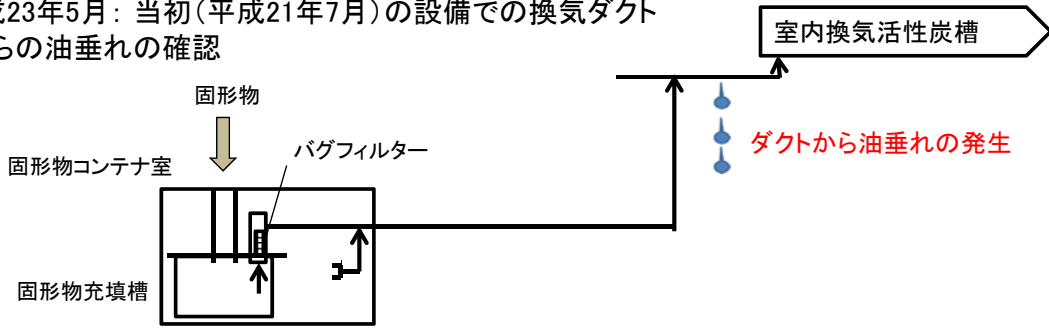 成23年5月： 当初（平成21年7月）の設備での換気ダクト
らの油垂れの確認
室内換気活性炭槽
固形物
固形物コンテナ室
バグフィルター
ダクトから油垂れの発生
固形物充填槽